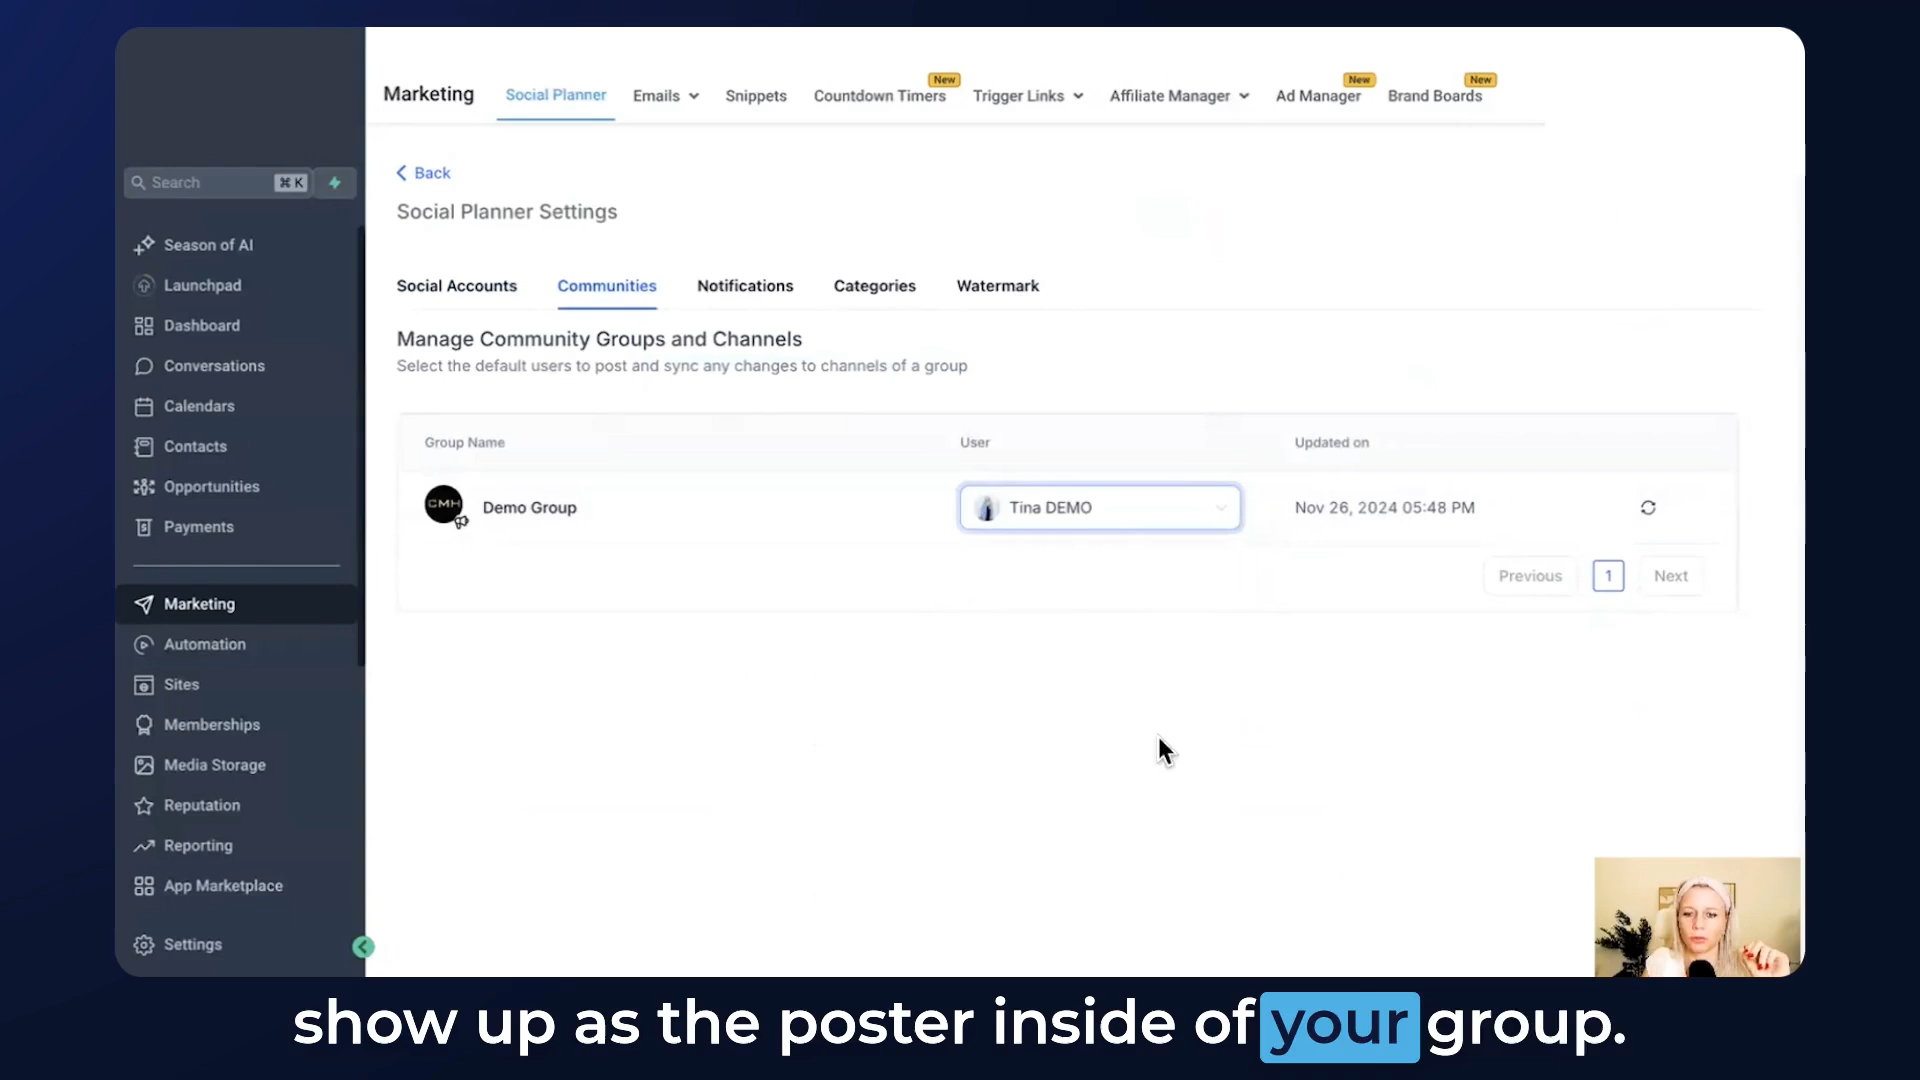 Marketing
Social Planner
Emails
Snippets
Countdown Timers
New
Trigger Links
Affiliate Manager
Ad Manager
New
Brand Boards
New
Search
⌘ K
Season of AI
Launchpad
Dashboard
Conversations
Calendars
Contacts
Opportunities
Payments
Marketing
Automation
Sites
Memberships
Media Storage
Reputation
Reporting
App Marketplace
Settings
Back
Social Planner Settings
Social Accounts
Communities
Notifications
Categories
Watermark
Manage Community Groups and Channels
Select the default users to post and sync any changes to channels of a group
Group Name
User
Updated on
CMH
Demo Group
Tina DEMO
Nov 26, 2024 05:48 PM
Previous
1
Next
show up as the poster inside of your group.